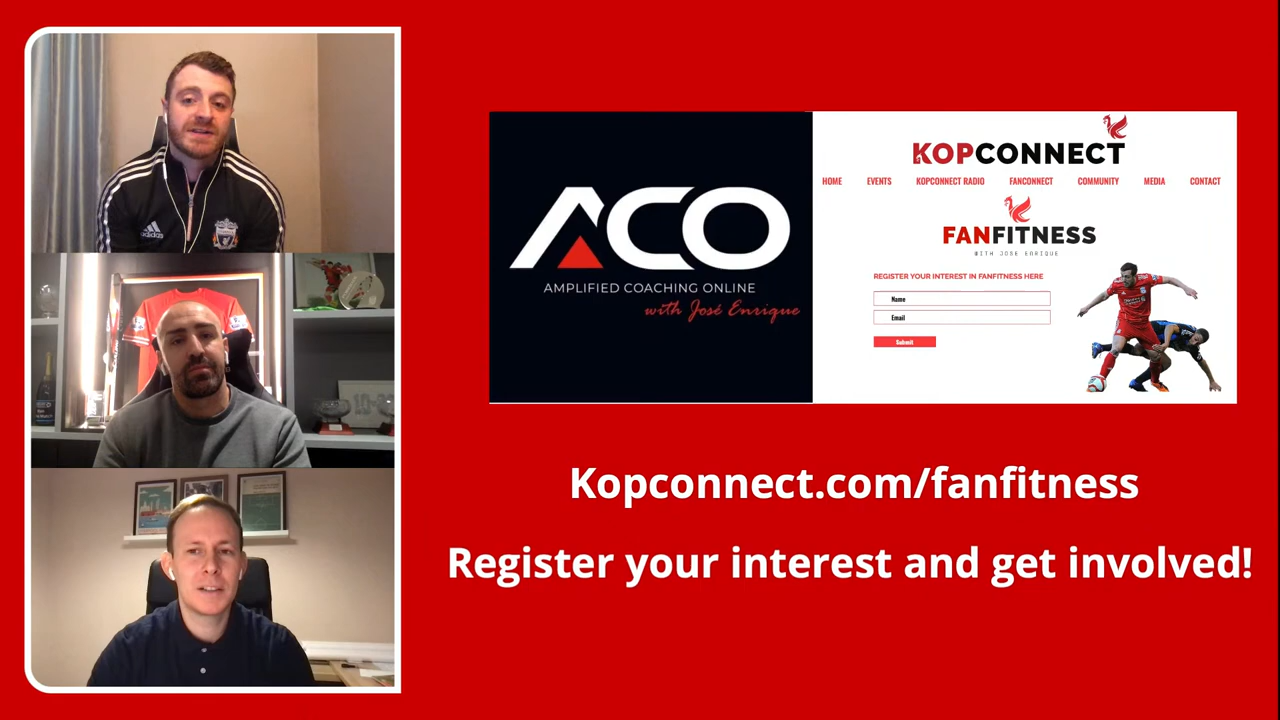 adidas
ACO
AMPLIFIED COACHING ONLINE
with José Enrique
KOPCONNECT
HOME EVENTS KOPCONNECT RADIO FANCONNECT COMMUNITY MEDIA CONTACT
FANFITNESS
WITH JOSE ENRIQUE
REGISTER YOUR INTEREST IN FANFITNESS HERE
Name
Email
Submit
Kopconnect.com/fanfitness
Register your interest and get involved!